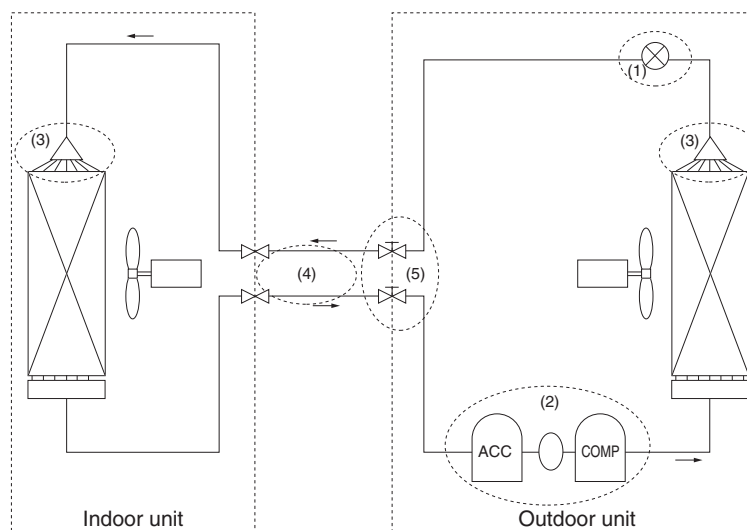 (1)
(3)
(3)
(4)
(5)
(2)
ACC
COMP
Indoor unit
Outdoor unit